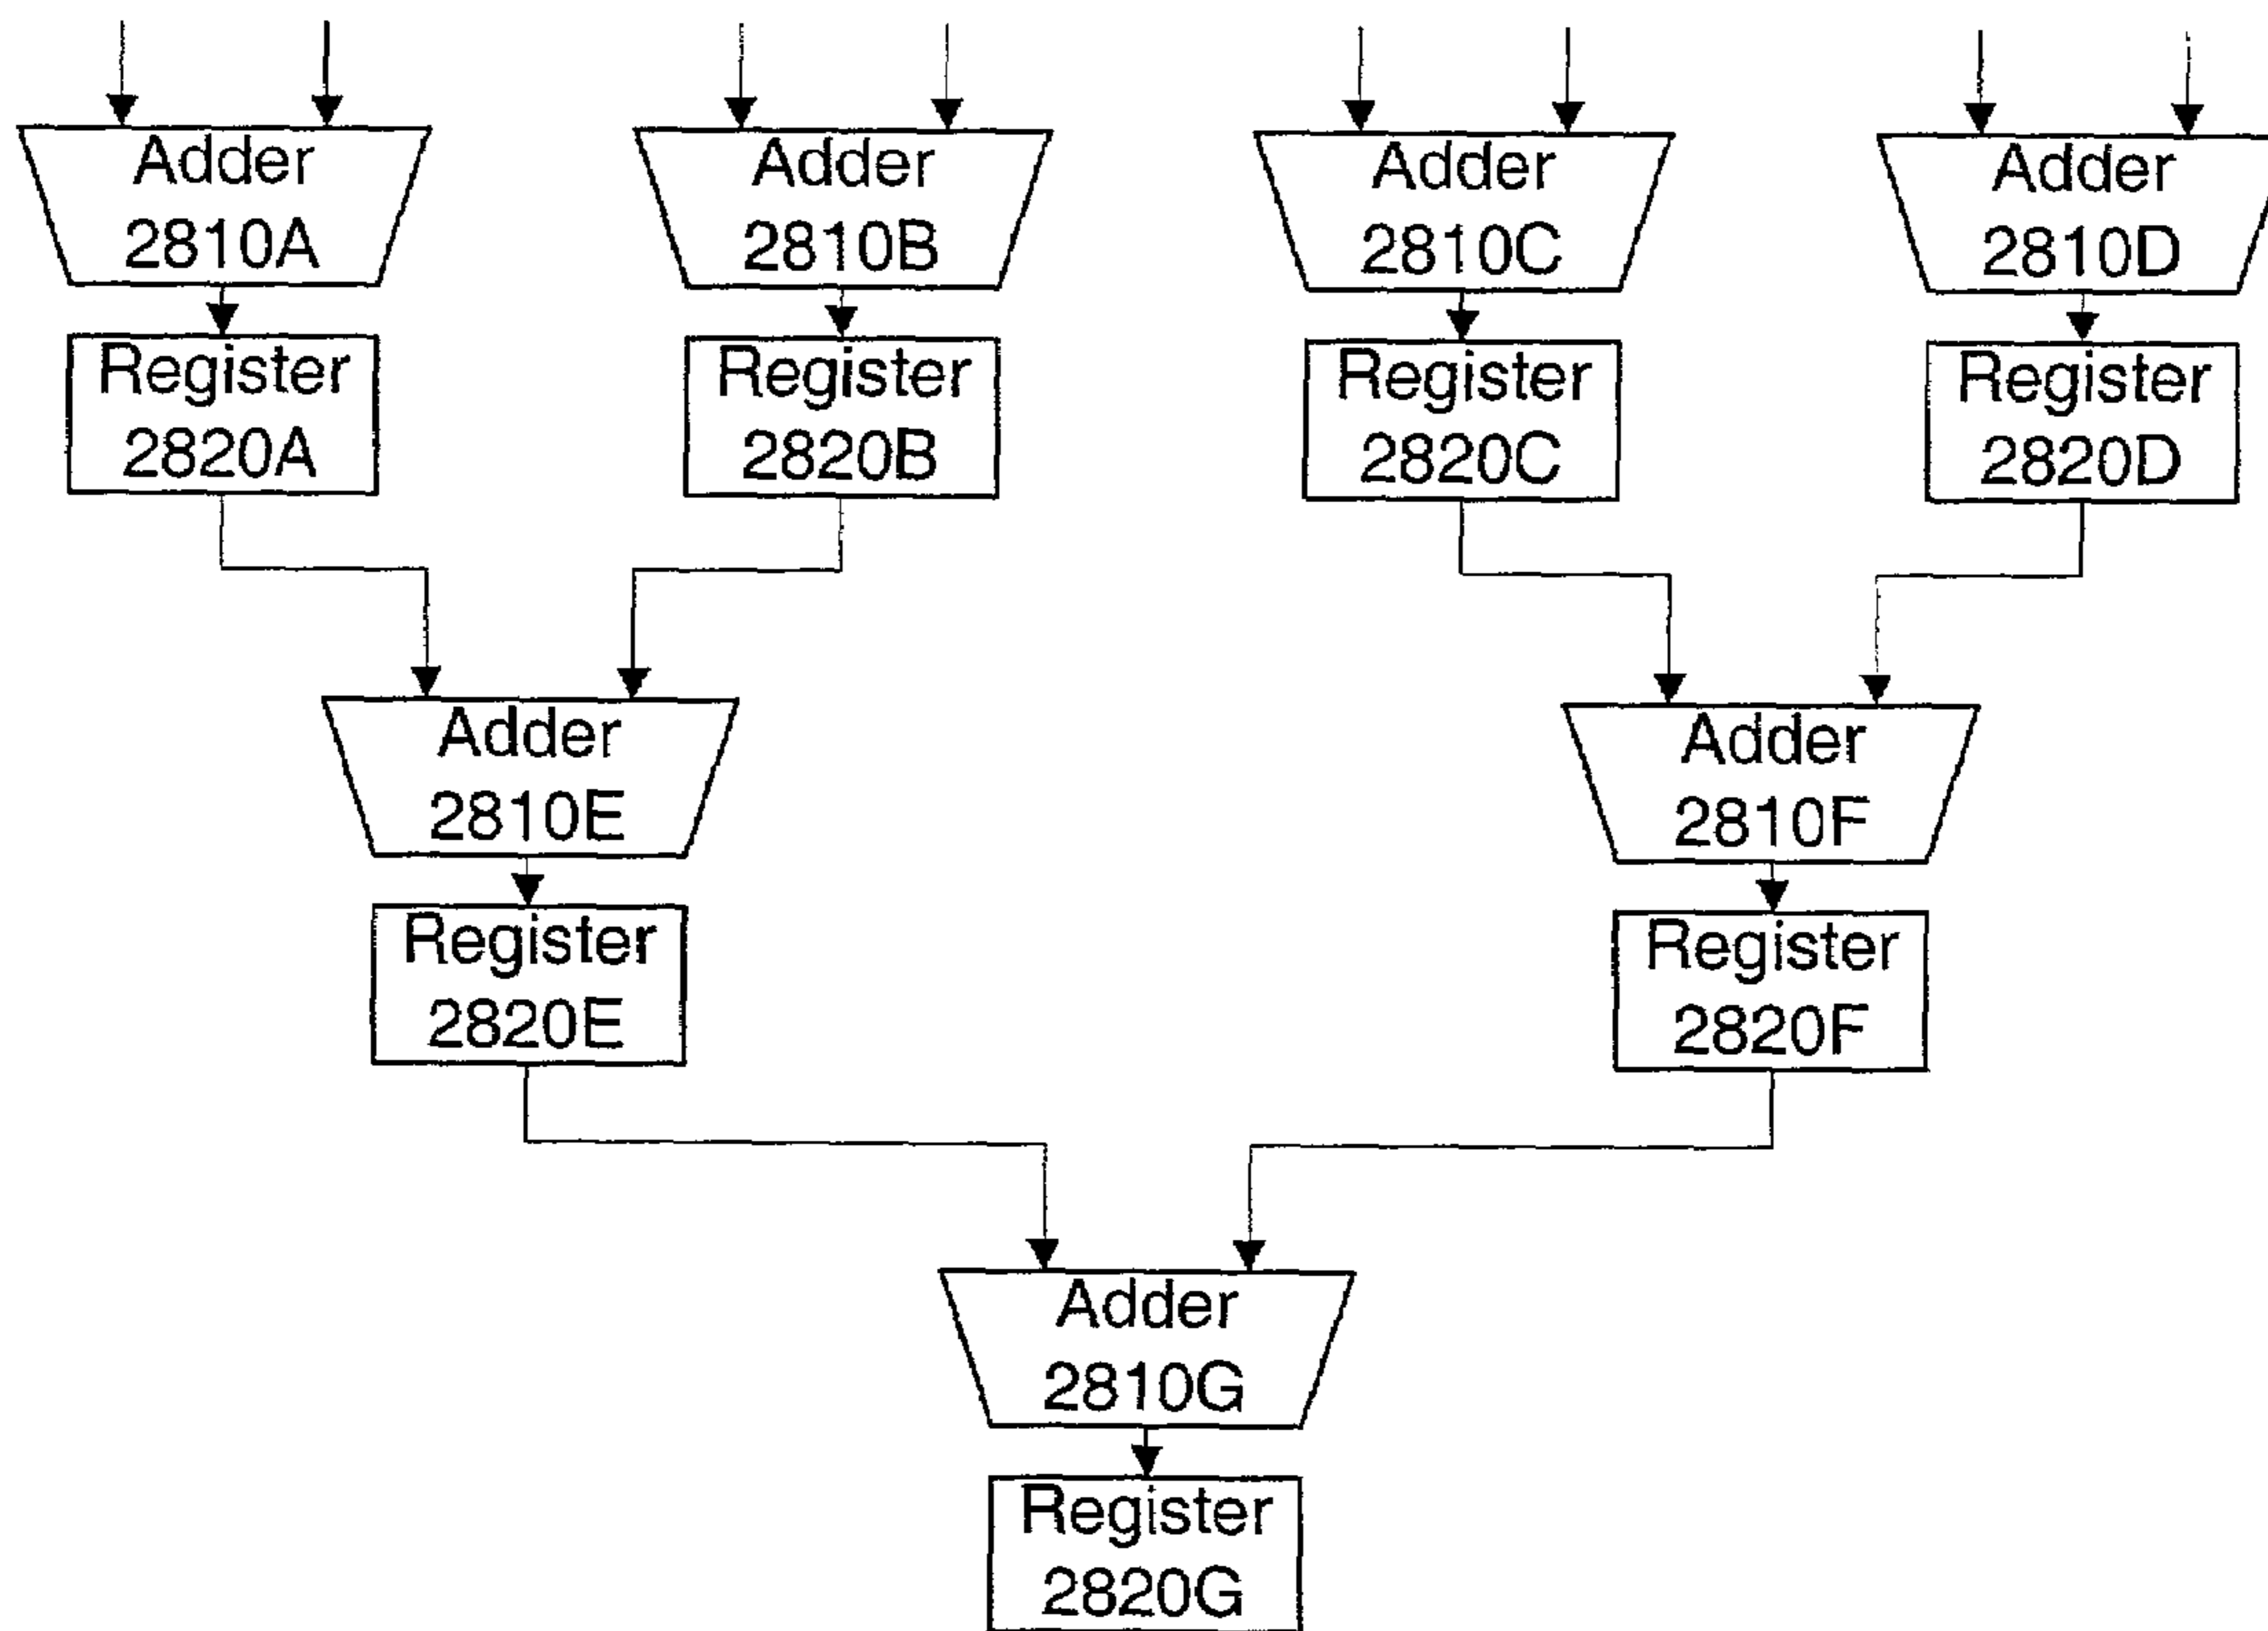 Adder
2810A
Adder
2810B
Adder
2810C
Adder
2810D
Register
2820A
Register
2820B
Register
2820C
Register
2820D
Adder
2810E
Adder
2810F
Register
2820E
Register
2820F
Adder
2810G
Register
2820G